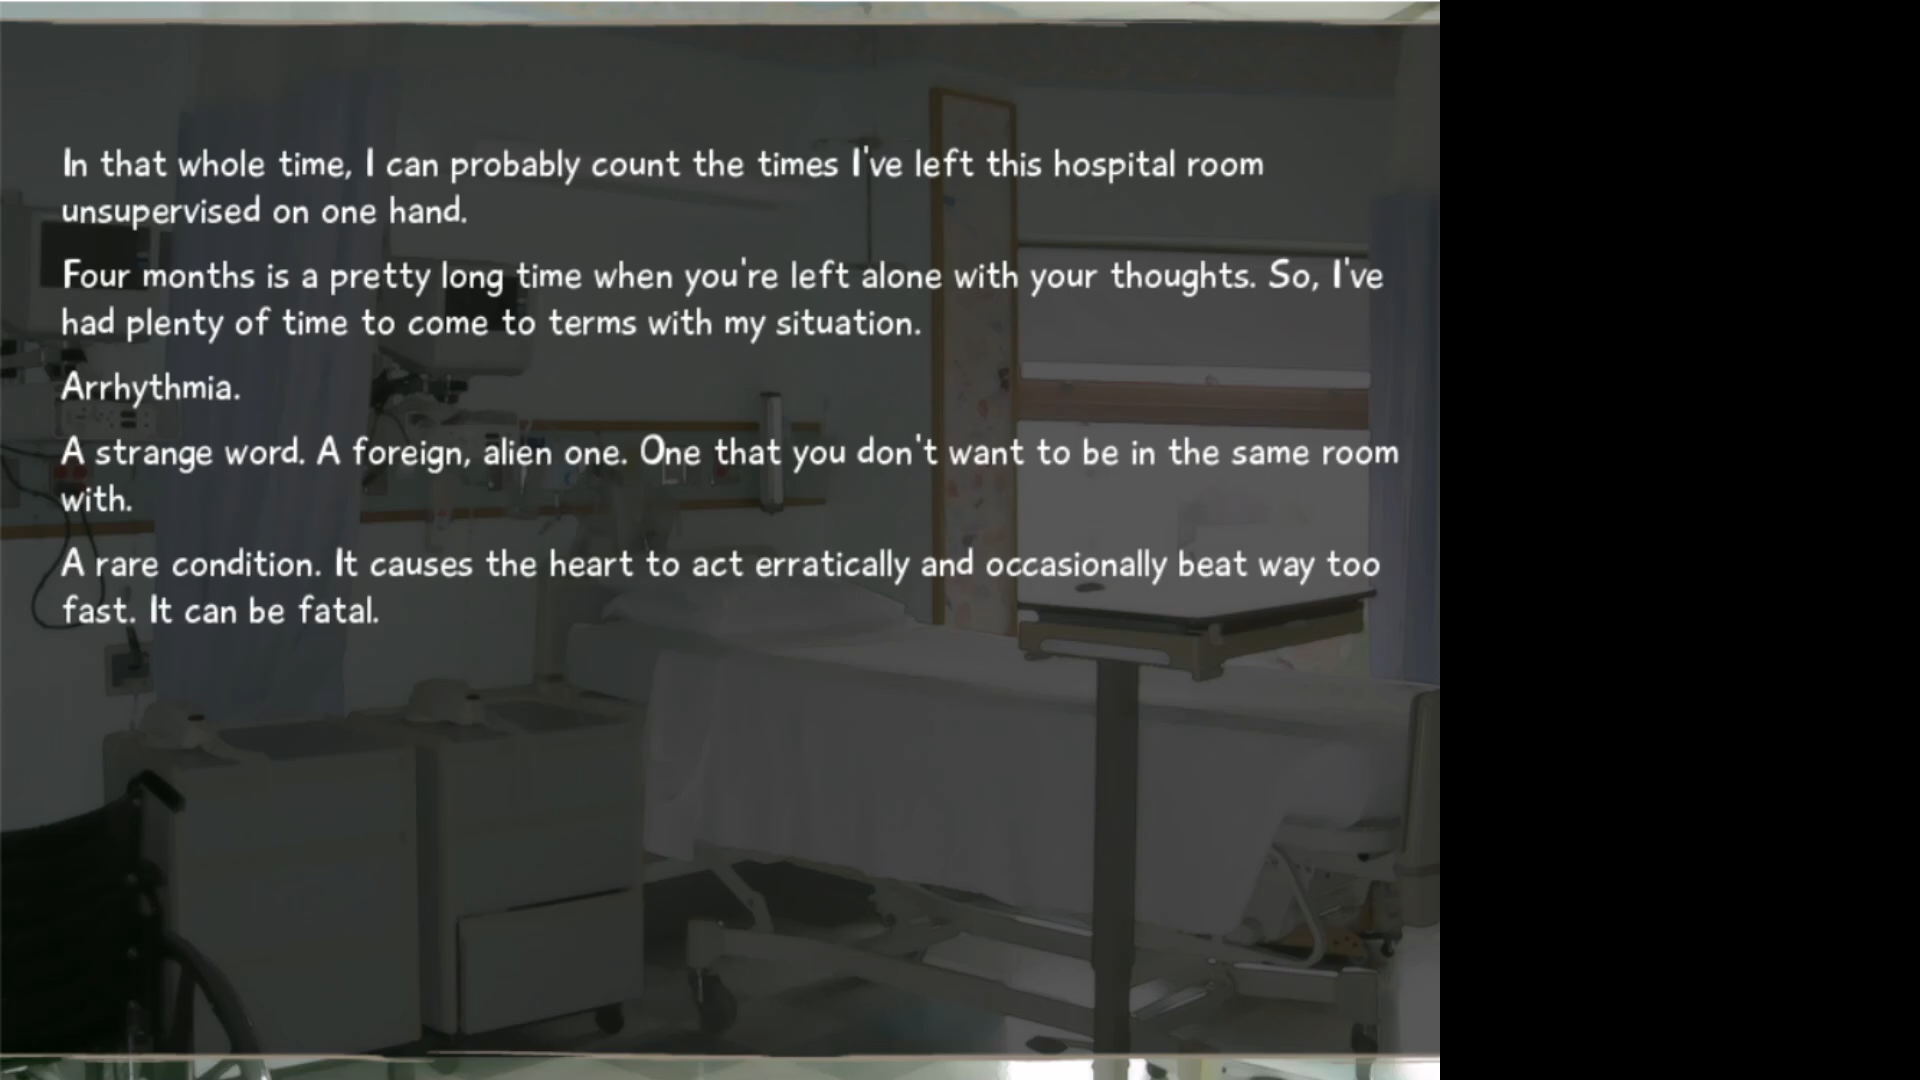 In that whole time, I can probably count the times I've left this hospital room
unsupervised on one hand.
Four months is a pretty long time when you're left alone with your thoughts. So, I've
had plenty of time to come to terms with my situation.
Arrhythmia.
A strange word. A foreign, alien one. One that you don't want to be in the same room
with.
A rare condition. It causes the heart to act erratically and occasionally beat way too
fast. It can be fatal.